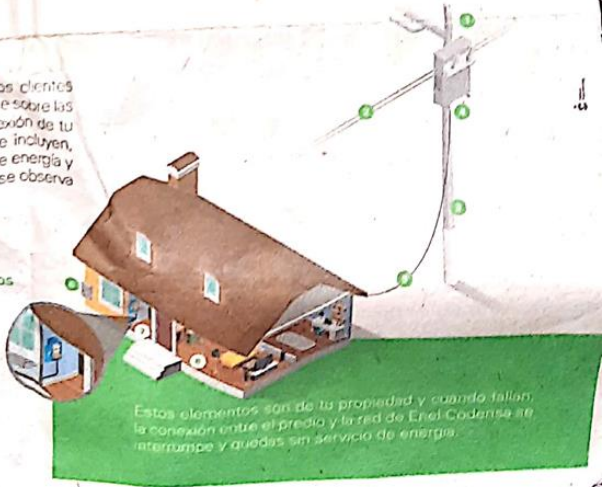 os clientes
e sobre las
exión de tu
e incluyen,
e energía y
se observa
os
Estos elementos son de tu propiedad y cuando fallan,
la conexión entre el predio y la red de Enel-Codensa se
interrumpe y quedas sin servicio de energía.